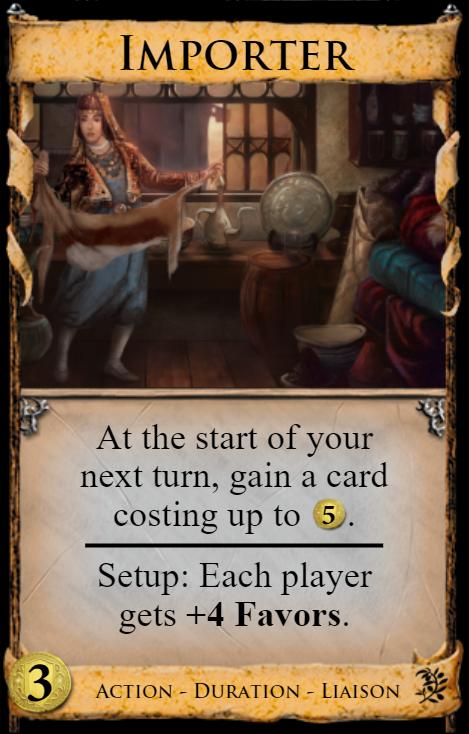 IMPORTER
At the start of your
next turn, gain a card
costing up to 5.
Setup: Each player
gets +4 Favors.
3
ACTION - DURATION - LIAISON